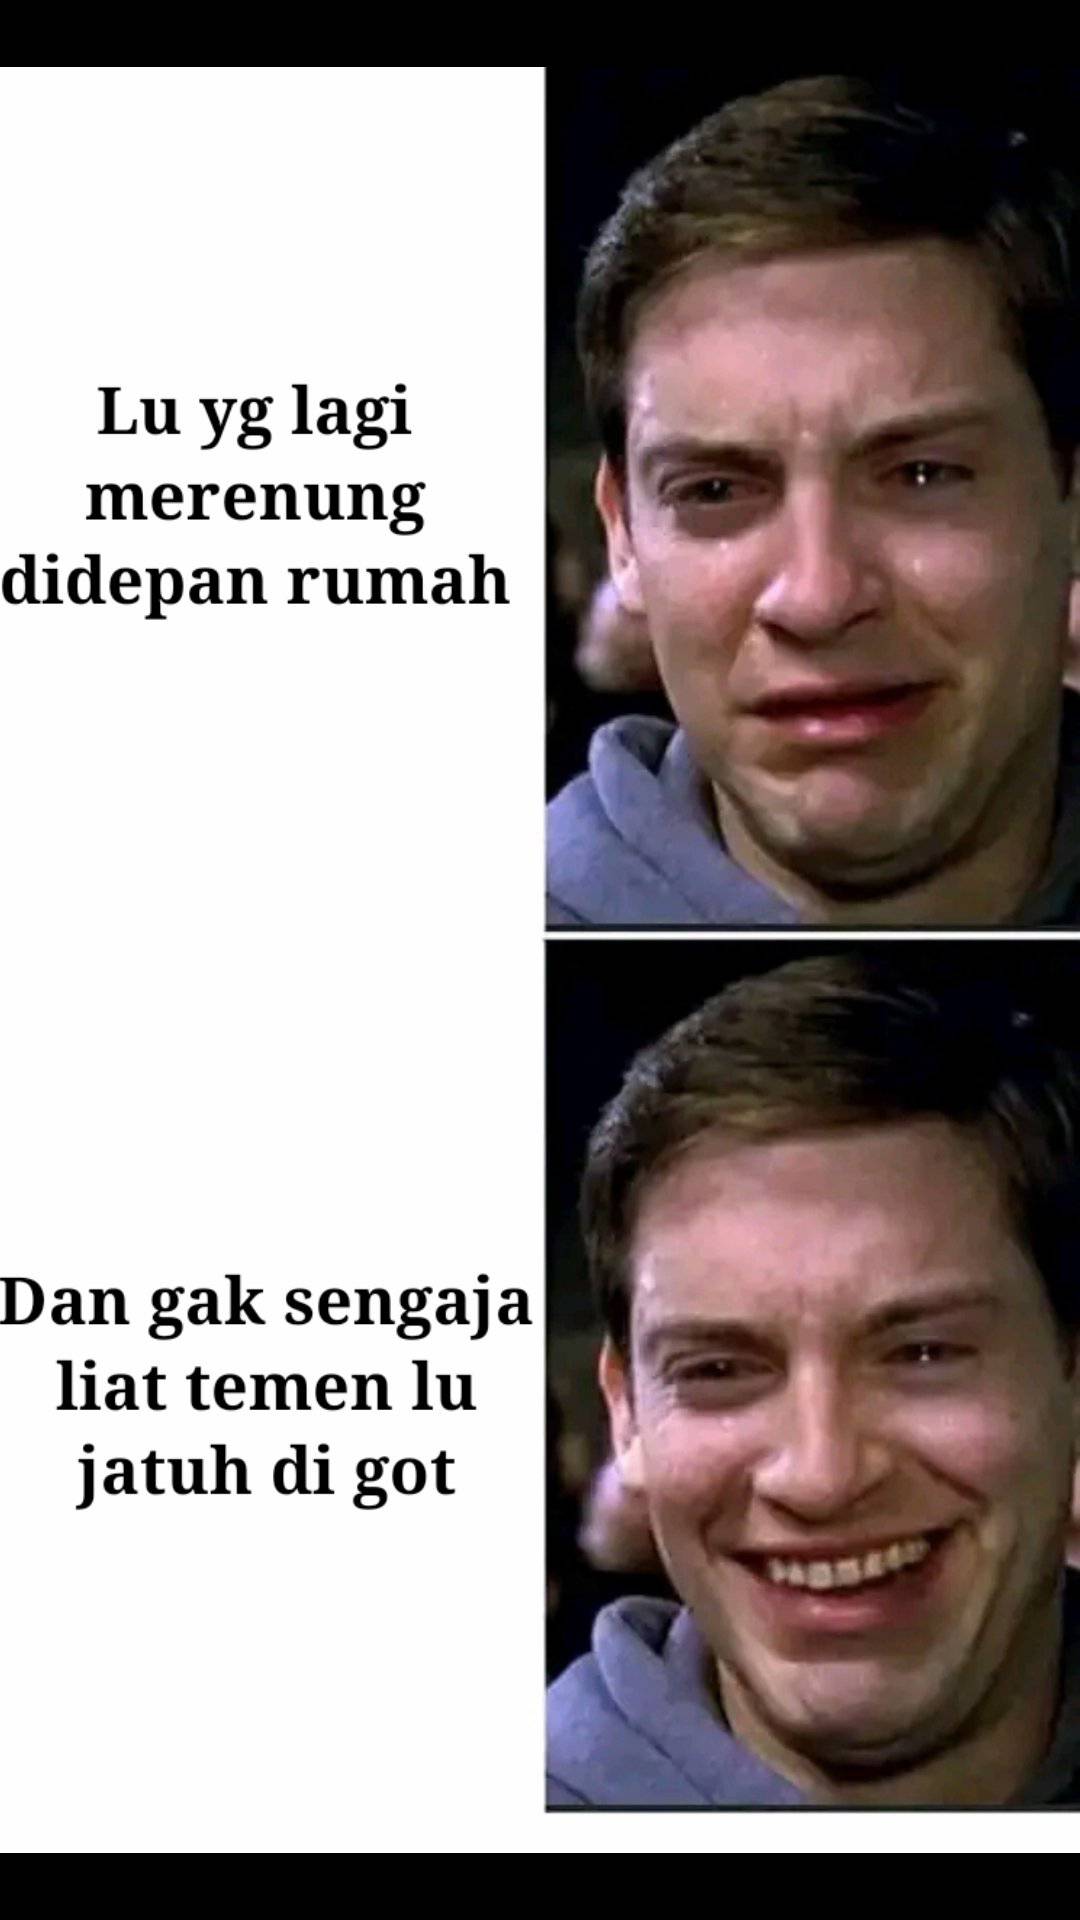 Lu yg lagi
merenung
didepan rumah
Dan gak sengaja
liat temen lu
jatuh di got